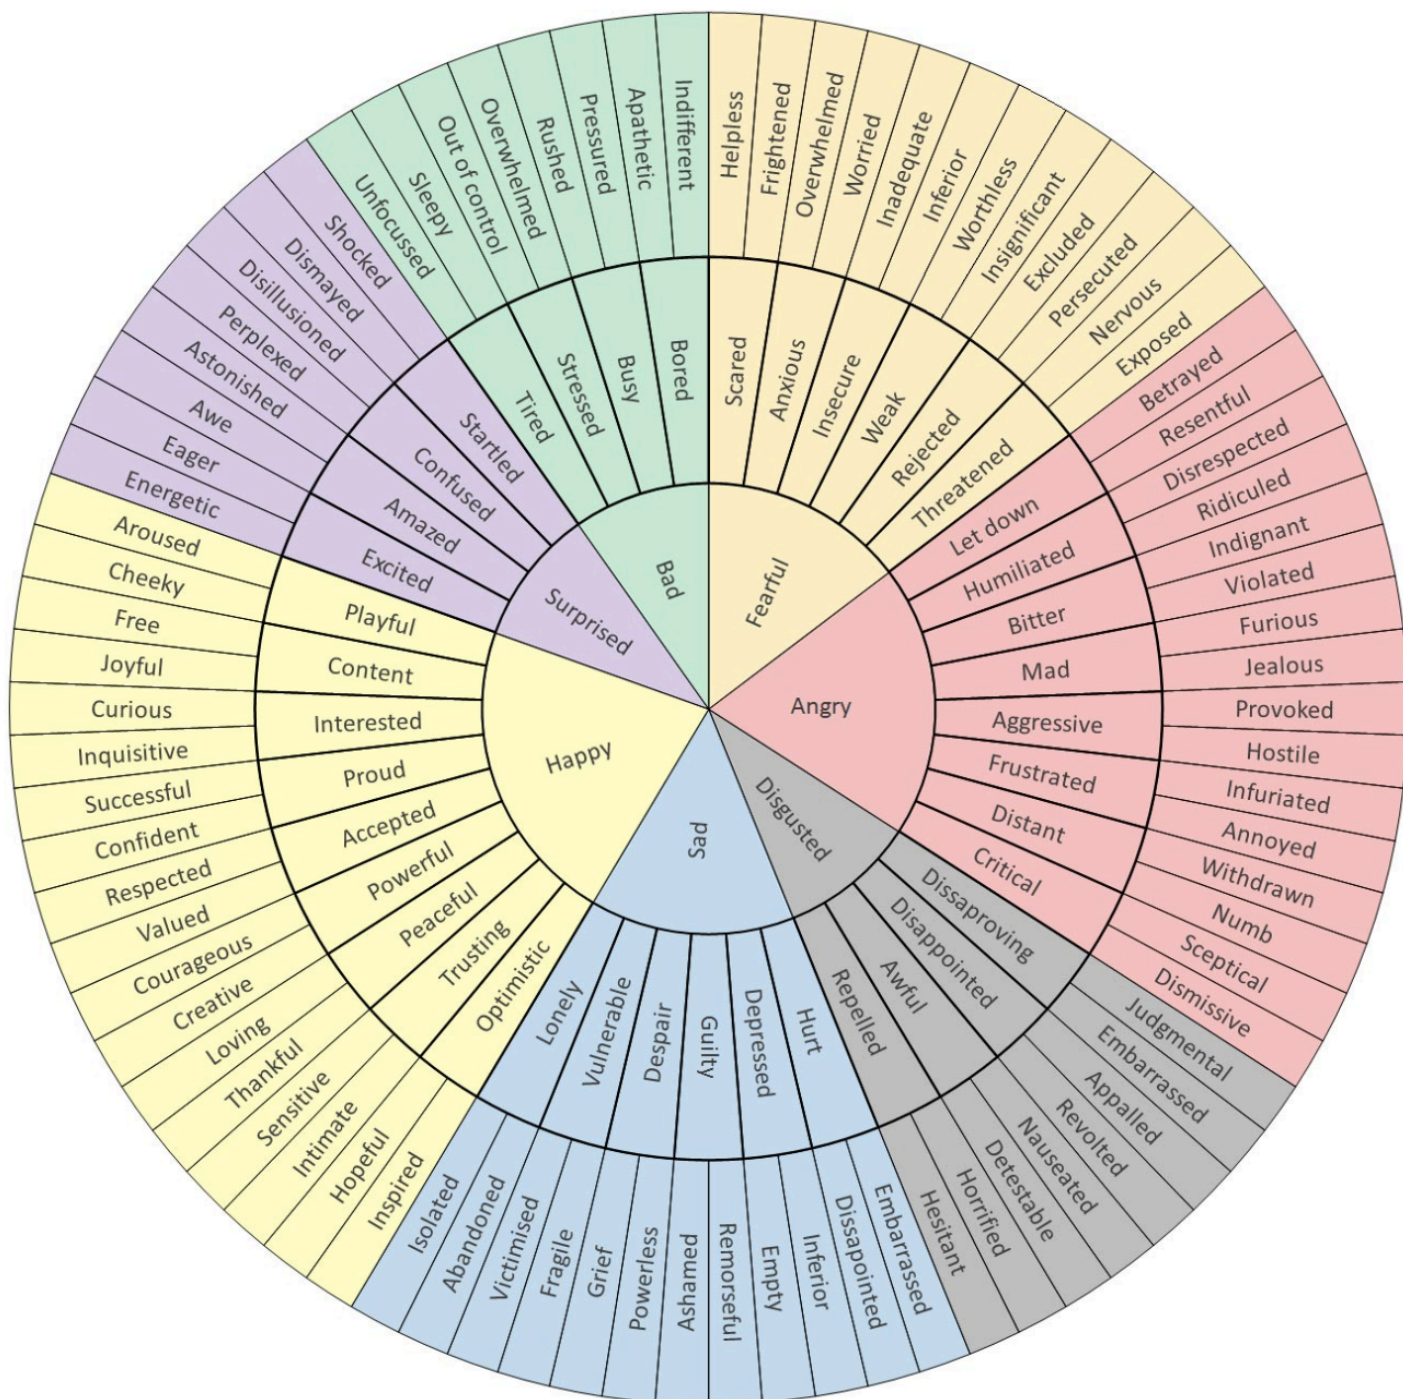 Fearful
Angry
Disgusted
Sad
Happy
Surprised
Bad
Scared
Anxious
Insecure
Weak
Rejected
Threatened
Let down
Humiliated
Bitter
Mad
Aggressive
Frustrated
Distant
Critical
Dissaproving
Disappointed
Awful
Repelled
Hurt
Depressed
Guilty
Despair
Vulnerable
Lonely
Optimistic
Trusting
Peaceful
Powerful
Accepted
Proud
Interested
Content
Playful
Excited
Amazed
Confused
Startled
Tired
Stressed
Busy
Bored
Helpless
Frightened
Overwhelmed
Worried
Inadequate
Inferior
Worthless
Insignificant
Excluded
Persecuted
Nervous
Exposed
Betrayed
Resentful
Disrespected
Ridiculed
Indignant
Violated
Furious
Jealous
Provoked
Hostile
Infuriated
Annoyed
Withdrawn
Numb
Sceptical
Dismissive
Judgmental
Embarrassed
Appalled
Revolted
Nauseated
Detestable
Horrified
Hesitant
Embarrassed
Dissapointed
Inferior
Empty
Remorseful
Ashamed
Powerless
Grief
Fragile
Victimised
Abandoned
Isolated
Inspired
Hopeful
Intimate
Sensitive
Thankful
Loving
Creative
Courageous
Valued
Respected
Confident
Successful
Inquisitive
Curious
Joyful
Free
Cheeky
Aroused
Energetic
Eager
Awe
Astonished
Perplexed
Disillusioned
Dismayed
Shocked
Unfocussed
Sleepy
Out of control
Overwhelmed
Rushed
Pressured
Apathetic
Indifferent